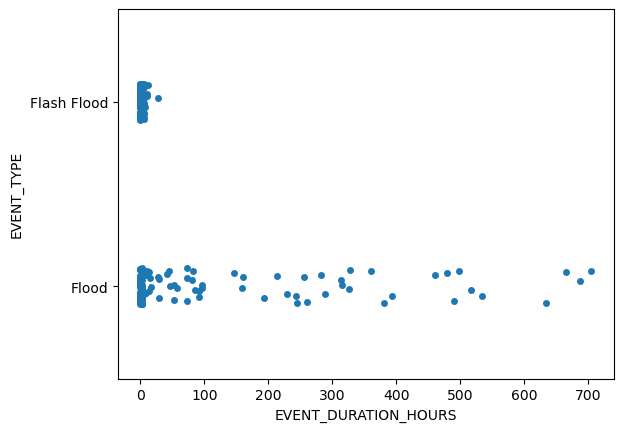 EVENT_TYPE
Flash Flood
Flood
0 100 200 300 400 500 600 700
EVENT_DURATION_HOURS